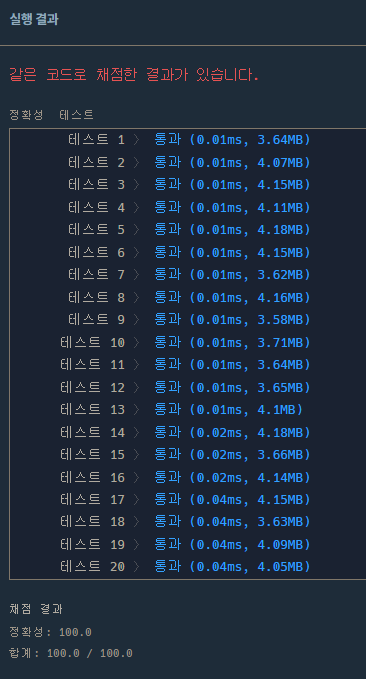 실행 결과
같은 코드로 채점한 결과가 있습니다.
정확성 테스트
테스트 1 〉 통과 (0.01ms, 3.64MB)
테스트 2 〉 통과 (0.01ms, 4.07MB)
테스트 3 〉 통과 (0.01ms, 4.15MB)
테스트 4 〉 통과 (0.01ms, 4.11MB)
테스트 5 〉 통과 (0.01ms, 4.18MB)
테스트 6 〉 통과 (0.01ms, 4.15MB)
테스트 7 〉 통과 (0.01ms, 3.62MB)
테스트 8 〉 통과 (0.01ms, 4.16MB)
테스트 9 〉 통과 (0.01ms, 3.58MB)
테스트 10 〉 통과 (0.01ms, 3.71MB)
테스트 11 〉 통과 (0.01ms, 3.64MB)
테스트 12 〉 통과 (0.01ms, 3.65MB)
테스트 13 〉 통과 (0.01ms, 4.1MB)
테스트 14 〉 통과 (0.02ms, 4.18MB)
테스트 15 〉 통과 (0.02ms, 3.66MB)
테스트 16 〉 통과 (0.02ms, 4.14MB)
테스트 17 〉 통과 (0.04ms, 4.15MB)
테스트 18 〉 통과 (0.04ms, 3.63MB)
테스트 19 〉 통과 (0.04ms, 4.09MB)
테스트 20 〉 통과 (0.04ms, 4.05MB)
채점 결과
정확성: 100.0
합계: 100.0 / 100.0